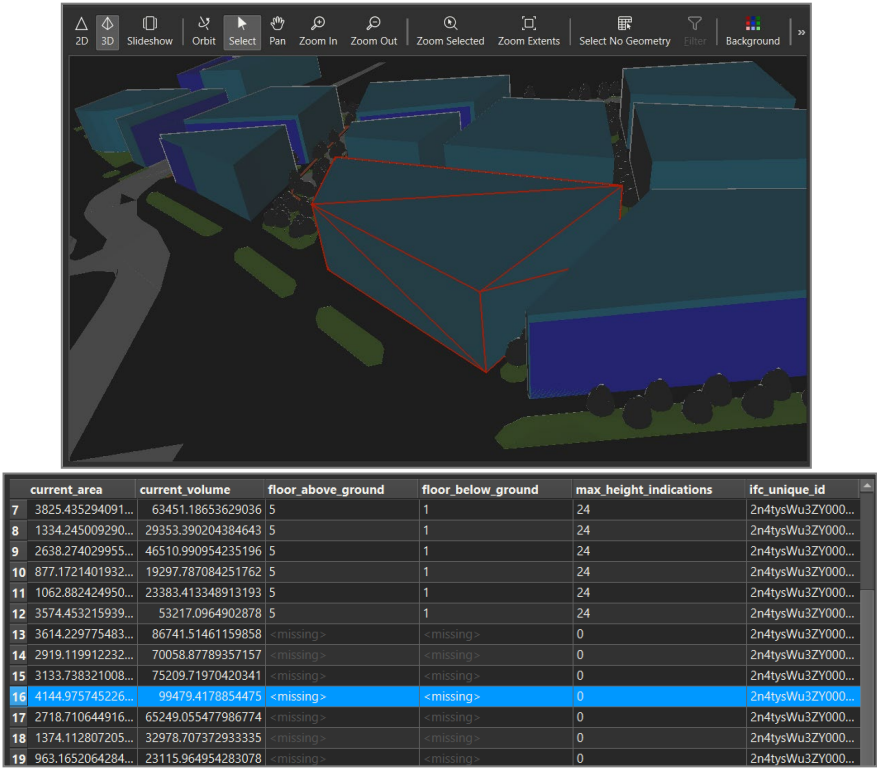 2D 3D Slideshow Orbit Select Pan Zoom In Zoom Out Zoom Selected Zoom Extents Select No Geometry Filter Background »
current_area current_volume floor_above_ground floor_below_ground max_height_indications ifc_unique_id
7 3825.435294091... 63451.18653629036 5 1 24 2n4tysWu3ZY000...
8 1334.245009290... 29353.390204384643 5 1 24 2n4tysWu3ZY000...
9 2638.274029955... 46510.990954235196 5 1 24 2n4tysWu3ZY000...
10 877.1721401932... 19297.787084251762 5 1 24 2n4tysWu3ZY000...
11 1062.882424950... 23383.413348913193 5 1 24 2n4tysWu3ZY000...
12 3574.453215939... 53217.0964902878 5 1 24 2n4tysWu3ZY000...
13 3614.229775483... 86741.51461159858 <missing> <missing> 0 2n4tysWu3ZY000...
14 2919.119912232... 70058.87789357157 <missing> <missing> 0 2n4tysWu3ZY000...
15 3133.738321008... 75209.71970420341 <missing> <missing> 0 2n4tysWu3ZY000...
16 4144.975745226... 99479.4178854475 <missing> <missing> 0 2n4tysWu3ZY000...
17 2718.710644916... 65249.055477986774 <missing> <missing> 0 2n4tysWu3ZY000...
18 1374.112807205... 32978.707372933335 <missing> <missing> 0 2n4tysWu3ZY000...
19 963.1652064284... 23115.964954283078 <missing> <missing> 0 2n4tysWu3ZY000...